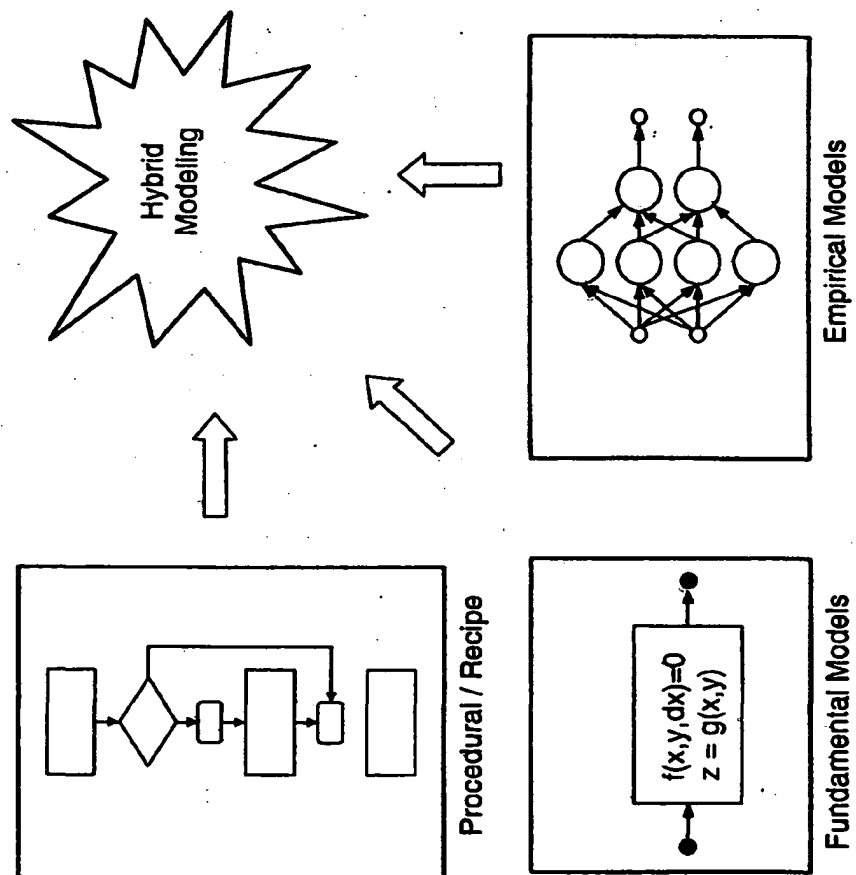 Procedural / Recipe
Hybrid
Modeling
f(x,y,dx)=0
z = g(x,y)
Fundamental Models
Empirical Models